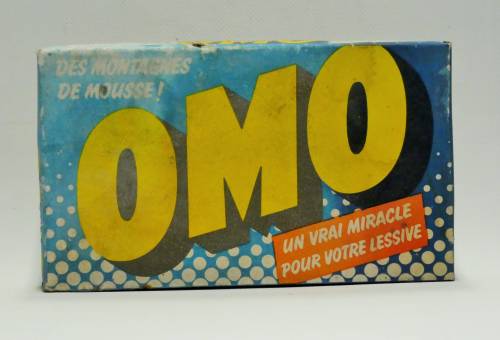 DES MONTAGNES
DE MOUSSE!
OMO
UN VRAI MIRACLE
POUR VOTRE LESSIVE